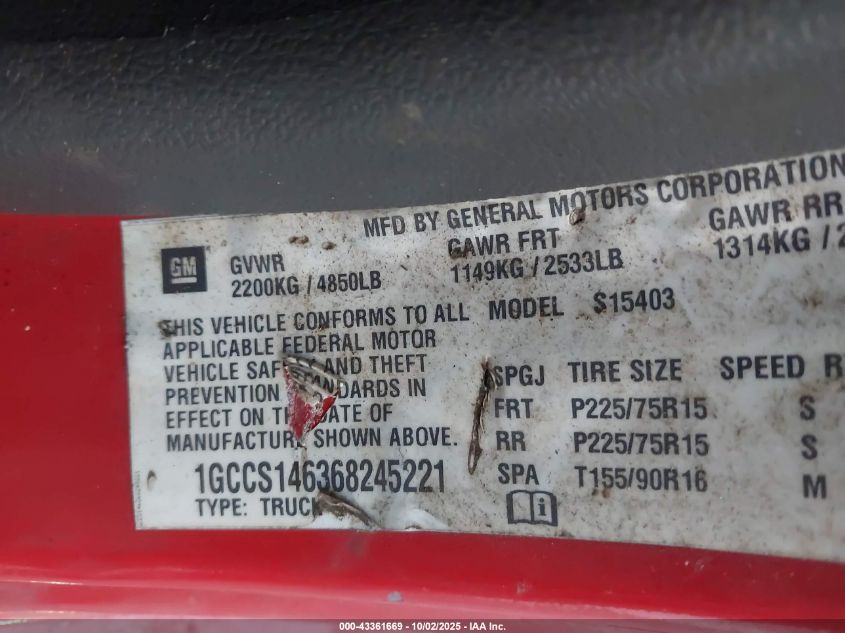 MFD BY GENERAL MOTORS CORPORATION
GM
GVWR GAWR FRT GAWR RR
2200KG / 4850LB 1149KG / 2533LB 1314KG / 2
THIS VEHICLE CONFORMS TO ALL MODEL S15403
APPLICABLE FEDERAL MOTOR
VEHICLE SAFETY AND THEFT
PREVENTION STANDARDS IN
EFFECT ON THE DATE OF
MANUFACTURE SHOWN ABOVE.
SPGJ TIRE SIZE SPEED R
FRT P225/75R15 S
RR P225/75R15 S
SPA T155/90R16 M
1GCCS146368245221
TYPE: TRUCK
000-43361669 - 10/02/2025 - IAA Inc.